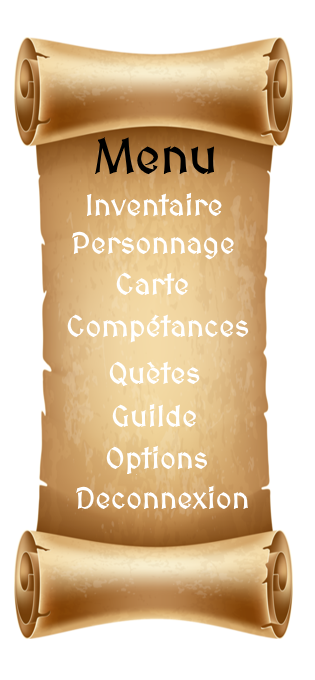 Menu
Inventaire
Personnage
Carte
Compétances
Quètes
Guilde
Options
Deconnexion